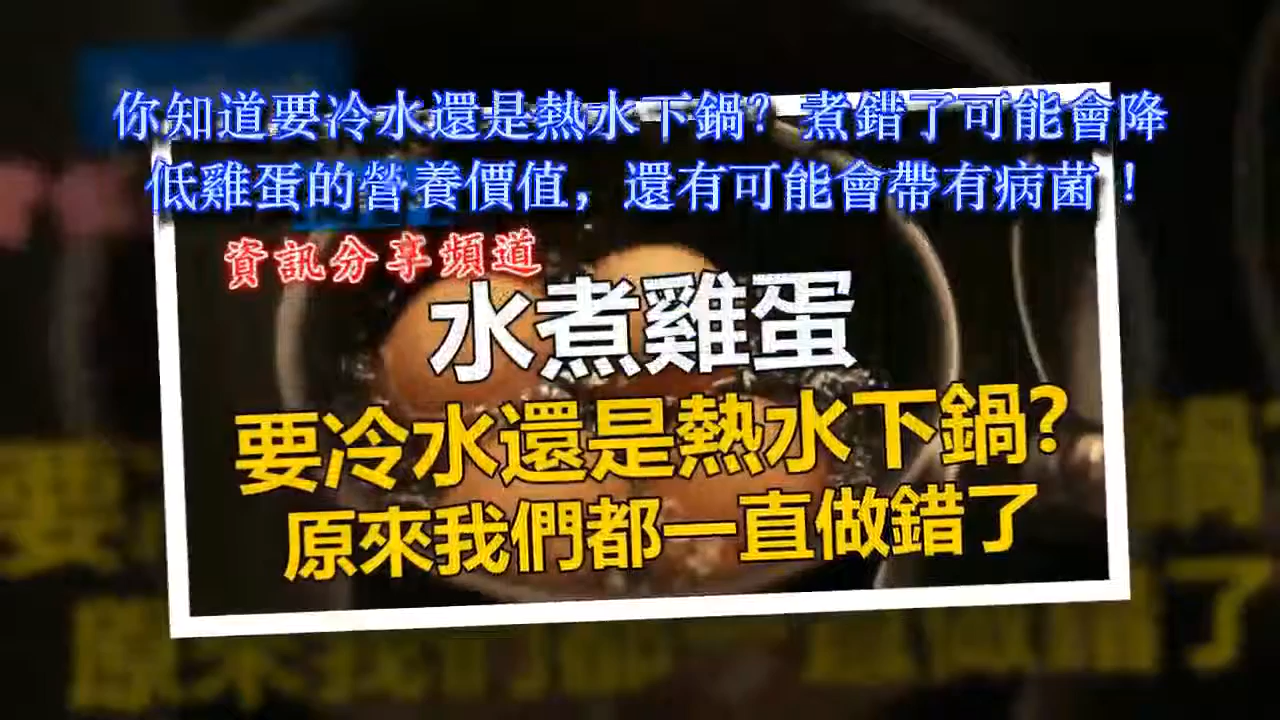 你知道要冷水還是熱水下鍋？煮錯了可能會降
低雞蛋的營養價值，還有可能會帶有病菌！
資訊分享頻道
水煮雞蛋
要冷水還是熱水下鍋?
原來我們都一直做錯了